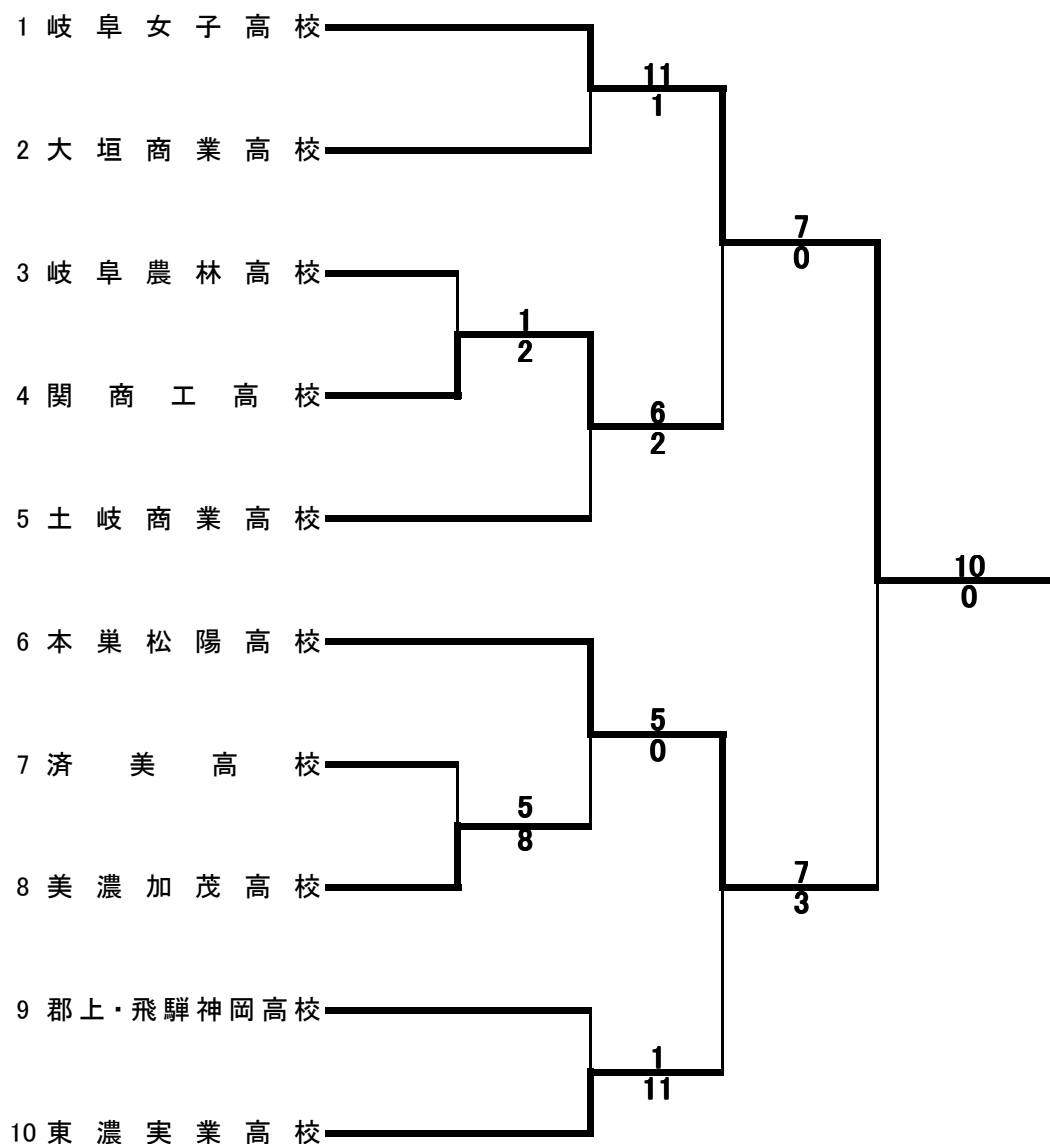 1 岐阜女子高校
11
1
2 大垣商業高校
7
0
3 岐阜農林高校
1
2
4 関商工高校
6
2
5 土岐商業高校
10
0
6 本巣松陽高校
5
0
7 済美高校
5
8
8 美濃加茂高校
7
3
9 郡上・飛騨神岡高校
1
11
10 東濃実業高校